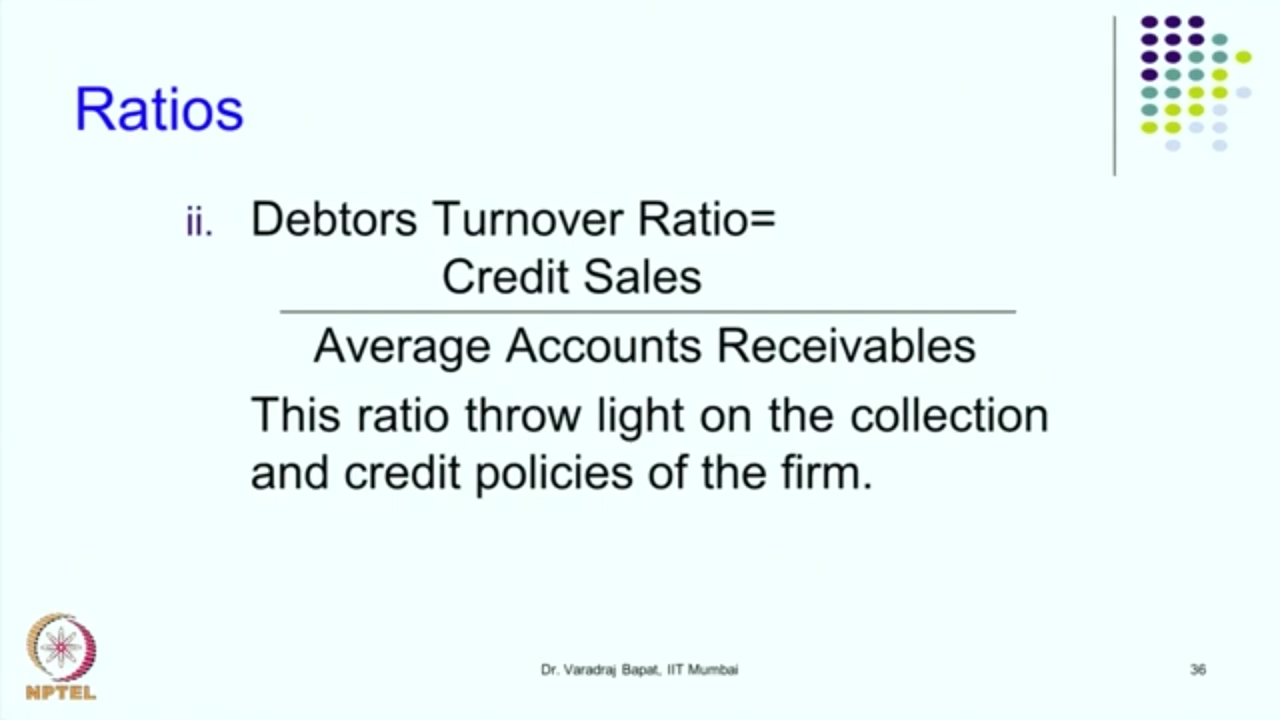 Ratios
ii. Debtors Turnover Ratio=
Credit Sales
Average Accounts Receivables
This ratio throw light on the collection
and credit policies of the firm.
NPTEL
Dr. Varadraj Bapat, IIT Mumbai
36